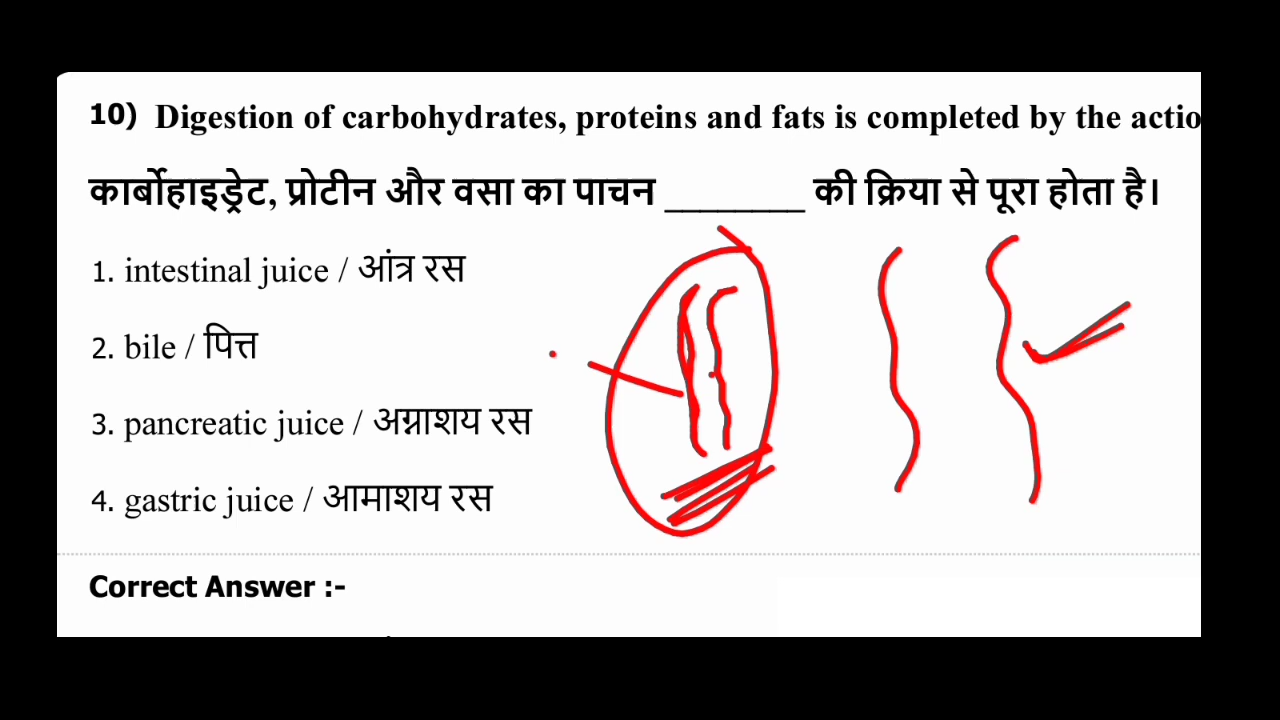 10) Digestion of carbohydrates, proteins and fats is completed by the actio
कार्बोहाइड्रेट, प्रोटीन और वसा का पाचन ________ की क्रिया से पूरा होता है।
1. intestinal juice / आंत्र रस
2. bile / पित्त
3. pancreatic juice / अग्नाशय रस
4. gastric juice / आमाशय रस
Correct Answer :-